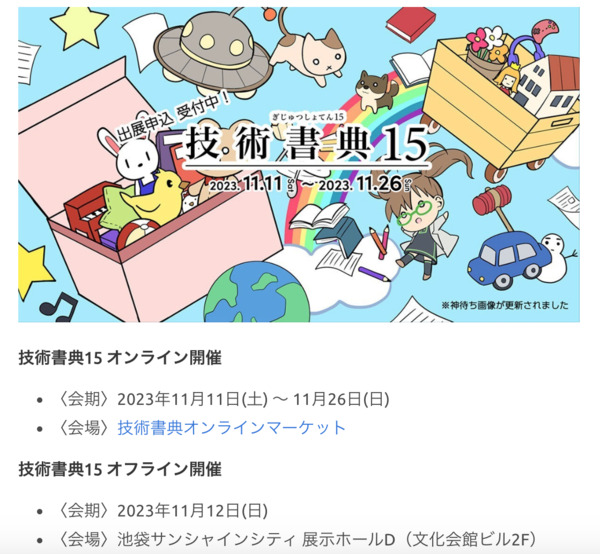 出展申込 受付中！
ぎじゅつしょてん15
技術書典 15
2023. 11.11 Sat 〜 2023. 11.26 Sun
※神待ち画像が更新されました
技術書典15 オンライン開催
• 〈会期〉2023年11月11日(土) 〜 11月26日(日)
• 〈会場〉技術書典オンラインマーケット
技術書典15 オフライン開催
• 〈会期〉2023年11月12日(日)
• 〈会場〉池袋サンシャインシティ 展示ホールD（文化会館ビル2F）